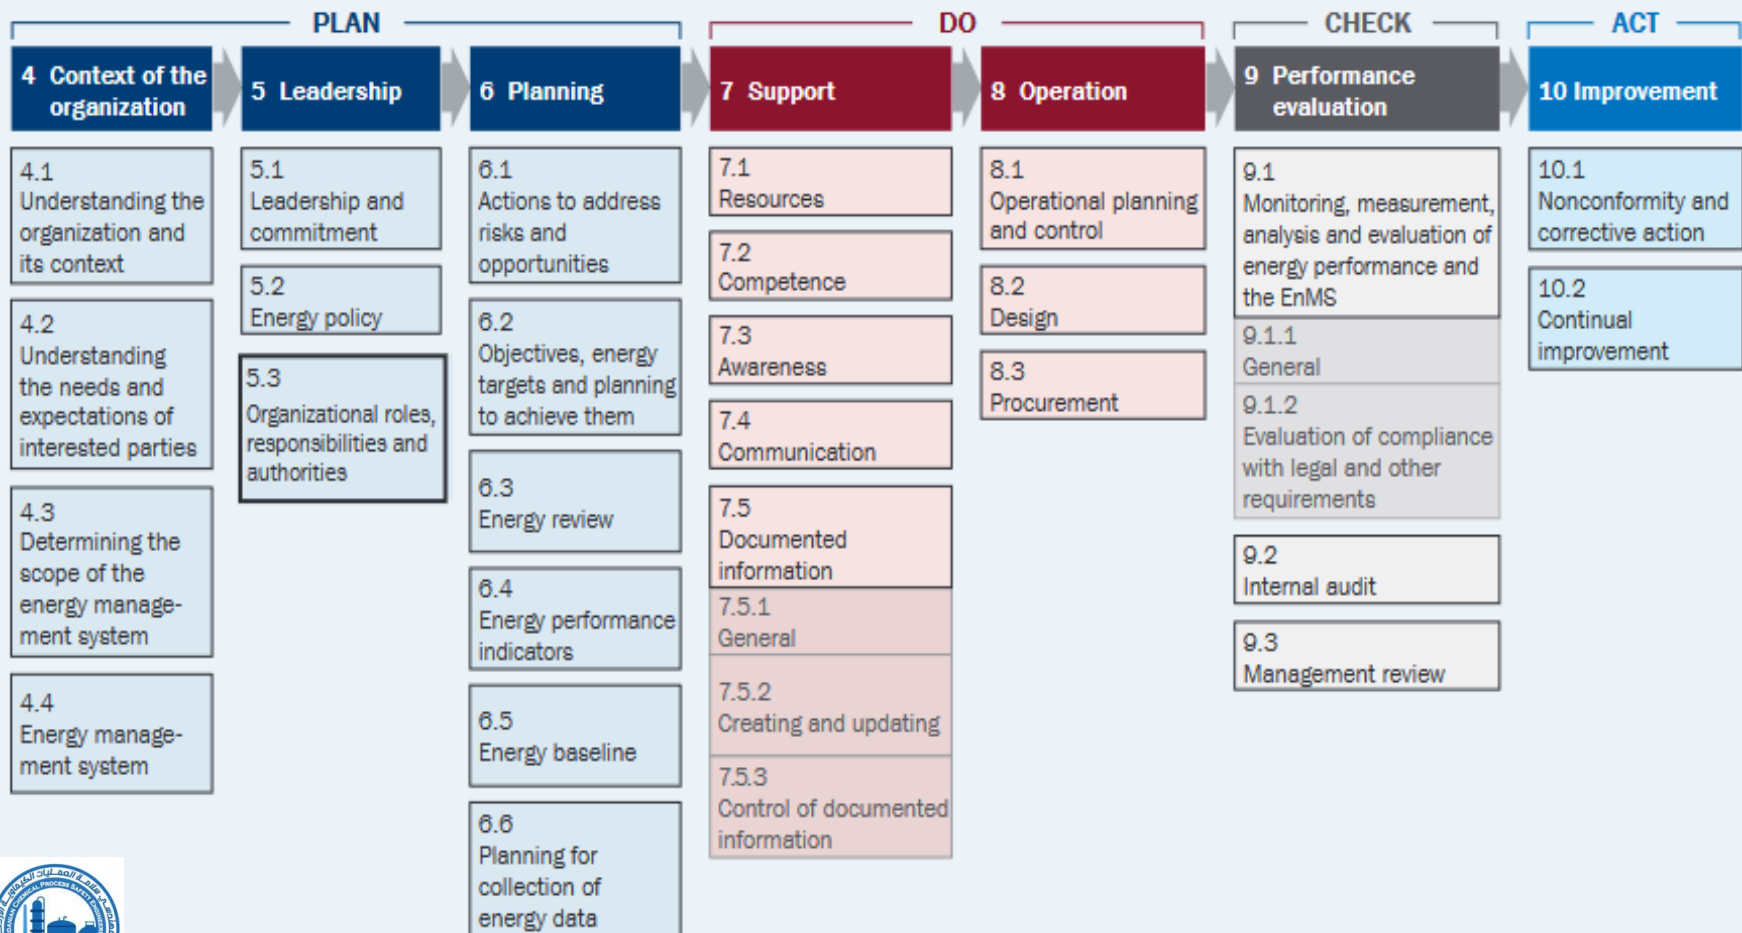 PLAN
DO
CHECK
ACT
4 Context of the
organization
5 Leadership
6 Planning
7 Support
8 Operation
9 Performance
evaluation
10 Improvement
4.1
Understanding the
organization and
its context
4.2
Understanding
the needs and
expectations of
interested parties
4.3
Determining the
scope of the
energy manage-
ment system
4.4
Energy manage-
ment system
5.1
Leadership and
commitment
5.2
Energy policy
5.3
Organizational roles,
responsibilities and
authorities
6.1
Actions to address
risks and
opportunities
6.2
Objectives, energy
targets and planning
to achieve them
6.3
Energy review
6.4
Energy performance
indicators
6.5
Energy baseline
6.6
Planning for
collection of
energy data
7.1
Resources
7.2
Competence
7.3
Awareness
7.4
Communication
7.5
Documented
information
7.5.1
General
7.5.2
Creating and updating
7.5.3
Control of documented
information
8.1
Operational planning
and control
8.2
Design
8.3
Procurement
9.1
Monitoring, measurement,
analysis and evaluation of
energy performance and
the EnMS
9.1.1
General
9.1.2
Evaluation of compliance
with legal and other
requirements
9.2
Internal audit
9.3
Management review
10.1
Nonconformity and
corrective action
10.2
Continual
improvement
CHEMICAL PROCESS SAFETY